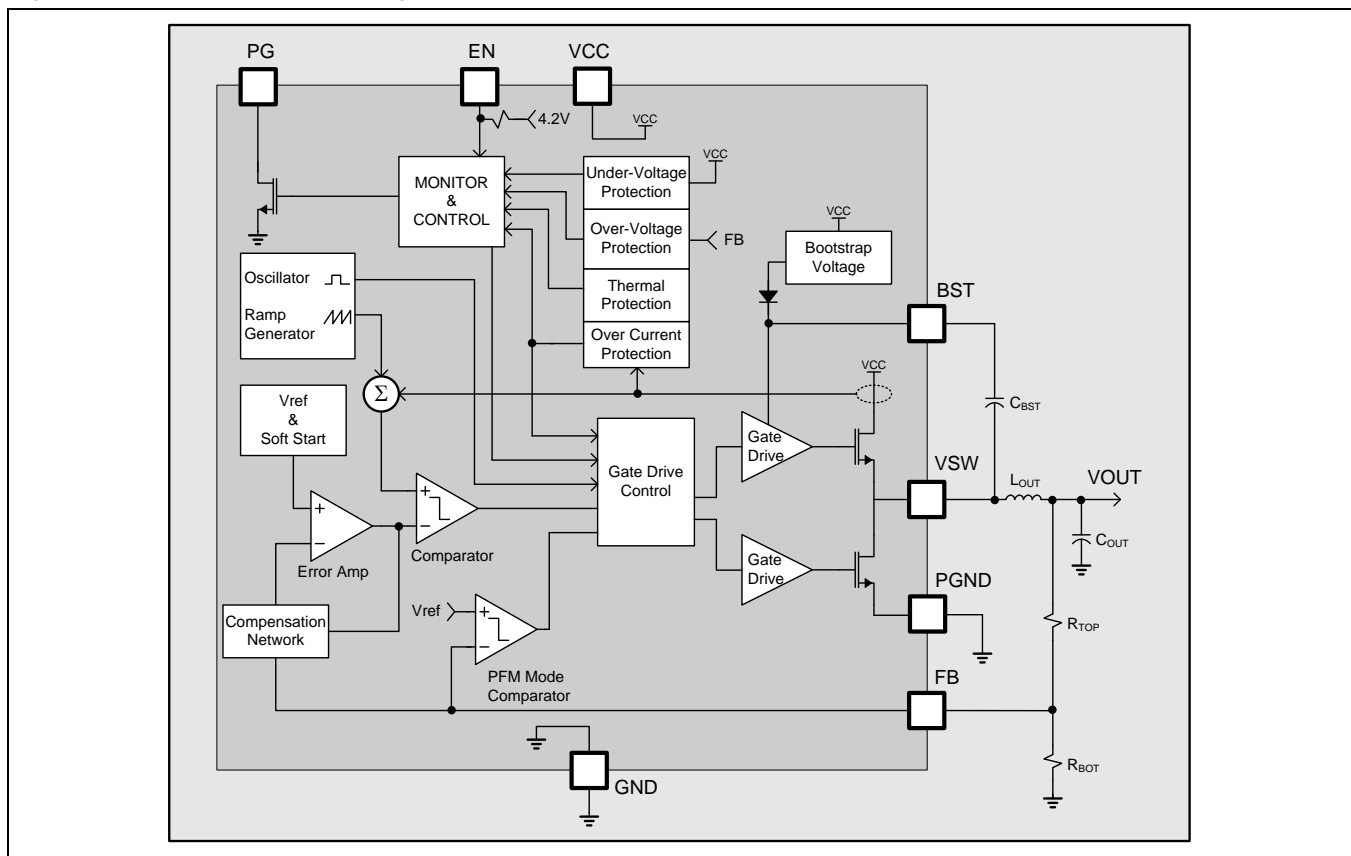 PG
EN
VCC
4.2V
VCC
MONITOR
&
CONTROL
Under-Voltage
Protection
VCC
Over-Voltage
Protection
FB
Thermal
Protection
Over Current
Protection
VCC
Bootstrap
Voltage
BST
Oscillator
Ramp
Generator
Σ
VCC
CBST
Vref
&
Soft Start
Gate Drive
Control
Gate
Drive
VSW
LOUT
VOUT
COUT
+
−
Error Amp
+
−
Comparator
Gate
Drive
PGND
Compensation
Network
Vref
+
−
PFM Mode
Comparator
RTOP
FB
RBOT
GND